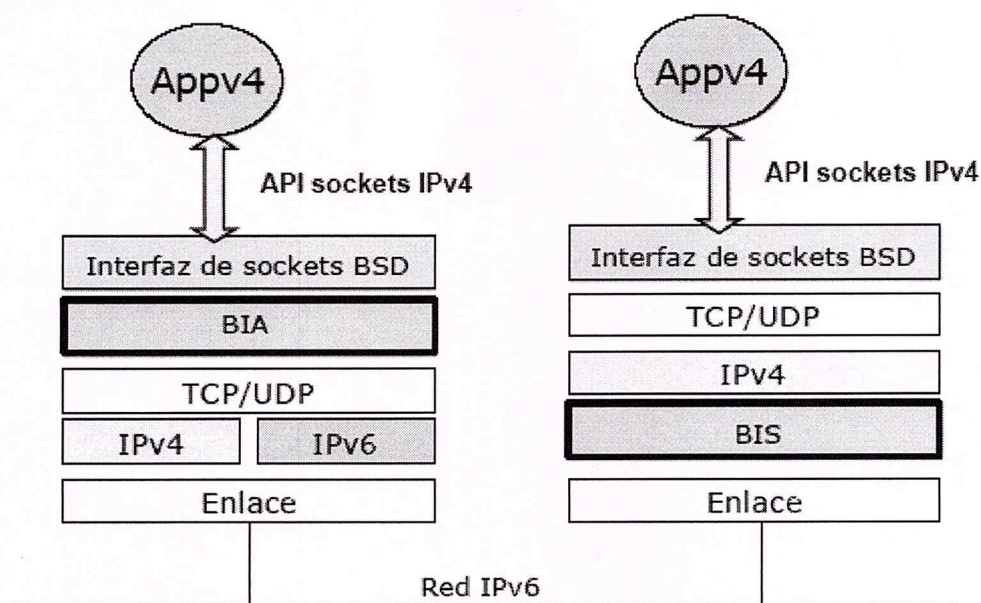 Appv4
API sockets IPv4
Interfaz de sockets BSD
BIA
TCP/UDP
IPv4
IPv6
Enlace
Appv4
API sockets IPv4
Interfaz de sockets BSD
TCP/UDP
IPv4
BIS
Enlace
Red IPv6